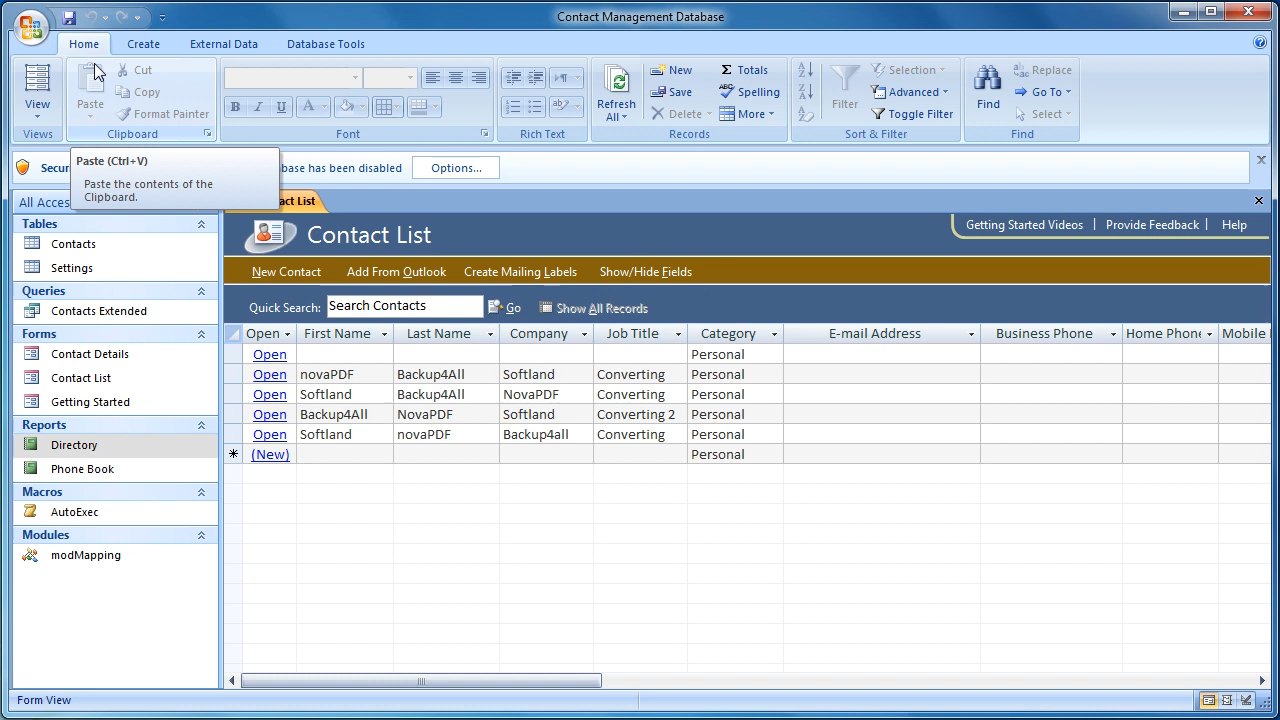 Contact Management Database
Home Create External Data Database Tools
View
Views
Paste
Cut
Copy
Format Painter
Clipboard
B I U A
Font
Rich Text
Refresh All
New
Save
Delete
Totals
Spelling
More
Records
Filter
Selection
Advanced
Toggle Filter
Sort & Filter
Find
Replace
Go To
Select
Find
Paste (Ctrl+V)
Paste the contents of the
Clipboard.
base has been disabled Options...
Contact List
Tables
Contacts
Settings
Queries
Contacts Extended
Forms
Contact Details
Contact List
Getting Started
Reports
Directory
Phone Book
Macros
AutoExec
Modules
modMapping
Contact List
Getting Started Videos | Provide Feedback | Help
New Contact Add From Outlook Create Mailing Labels Show/Hide Fields
Quick Search: Search Contacts Go Show All Records
Open First Name Last Name Company Job Title Category E-mail Address Business Phone Home Phone Mobile
Open Personal
Open novaPDF Backup4All Softland Converting Personal
Open Softland Backup4All NovaPDF Converting Personal
Open Backup4All NovaPDF Softland Converting 2 Personal
Open Softland novaPDF Backup4all Converting Personal
(New) Personal
Form View